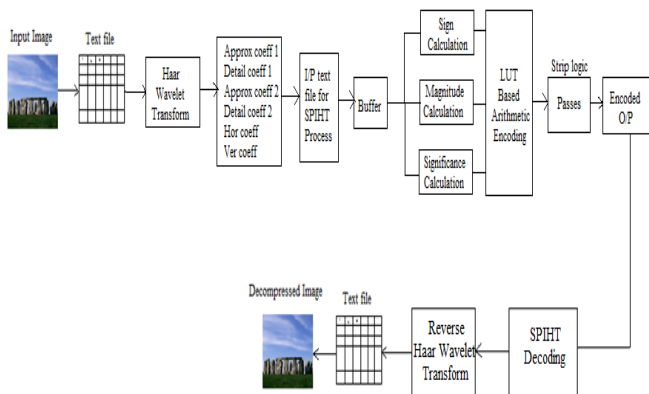 Input Image
Text file
Haar
Wavelet
Transform
Approx coeff 1
Detail coeff 1
Approx coeff 2
Detail coeff 2
Hor coeff
Ver coeff
I/P text
file for
SPIHT
Process
Buffer
Sign
Calculation
Magnitude
Calculation
Significance
Calculation
LUT
Based
Arithmetic
Encoding
Strip logic
Passes
Encoded
O/P
Decompressed Image
Text file
Reverse
Haar Wavelet
Transform
SPIHT
Decoding